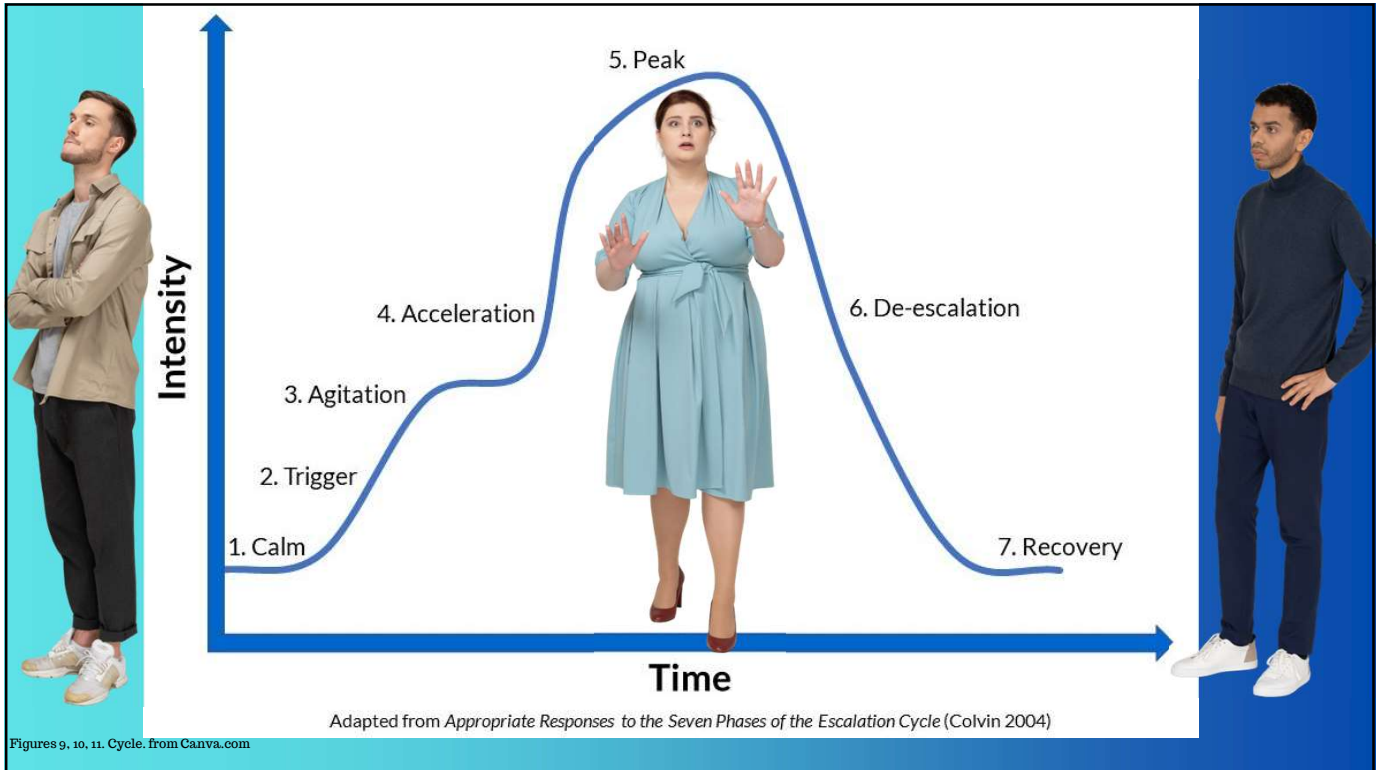 5. Peak
4. Acceleration
6. De-escalation
3. Agitation
2. Trigger
1. Calm
7. Recovery
Intensity
Time
Adapted from Appropriate Responses to the Seven Phases of the Escalation Cycle (Colvin 2004)
Figures 9, 10, 11. Cycle. from Canva.com